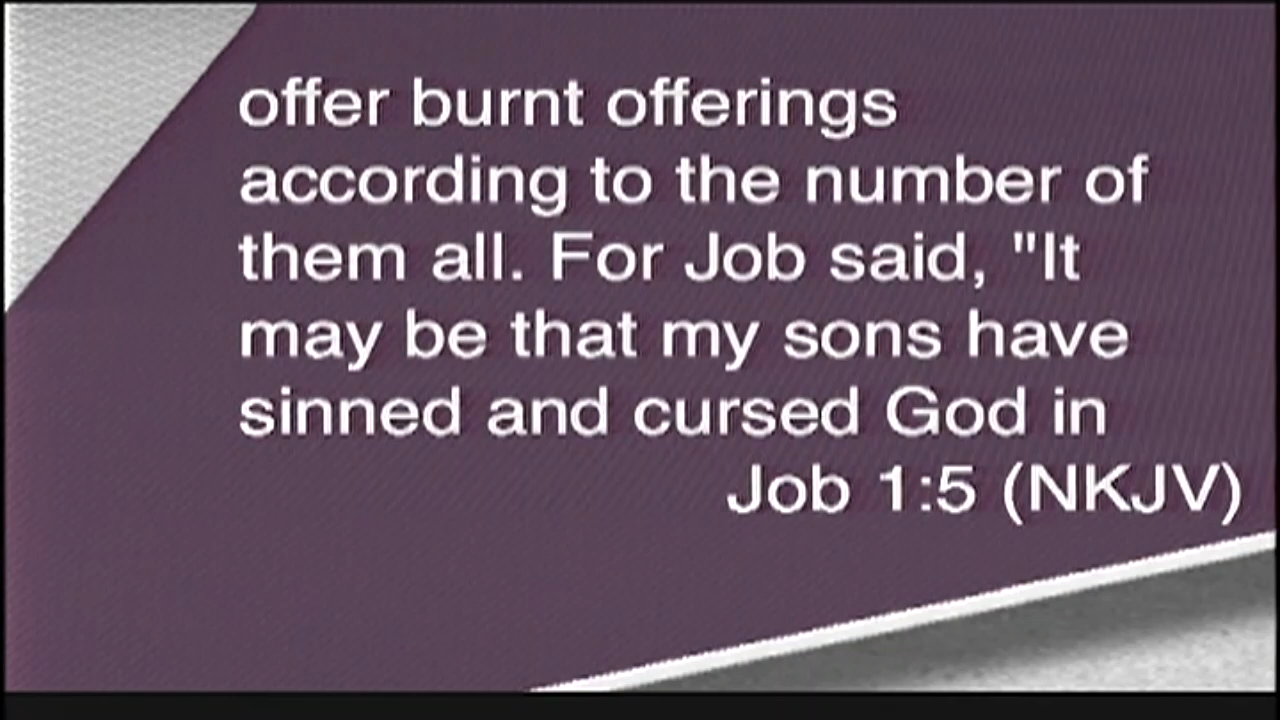 offer burnt offerings
according to the number of
them all. For Job said, "It
may be that my sons have
sinned and cursed God in
Job 1:5 (NKJV)